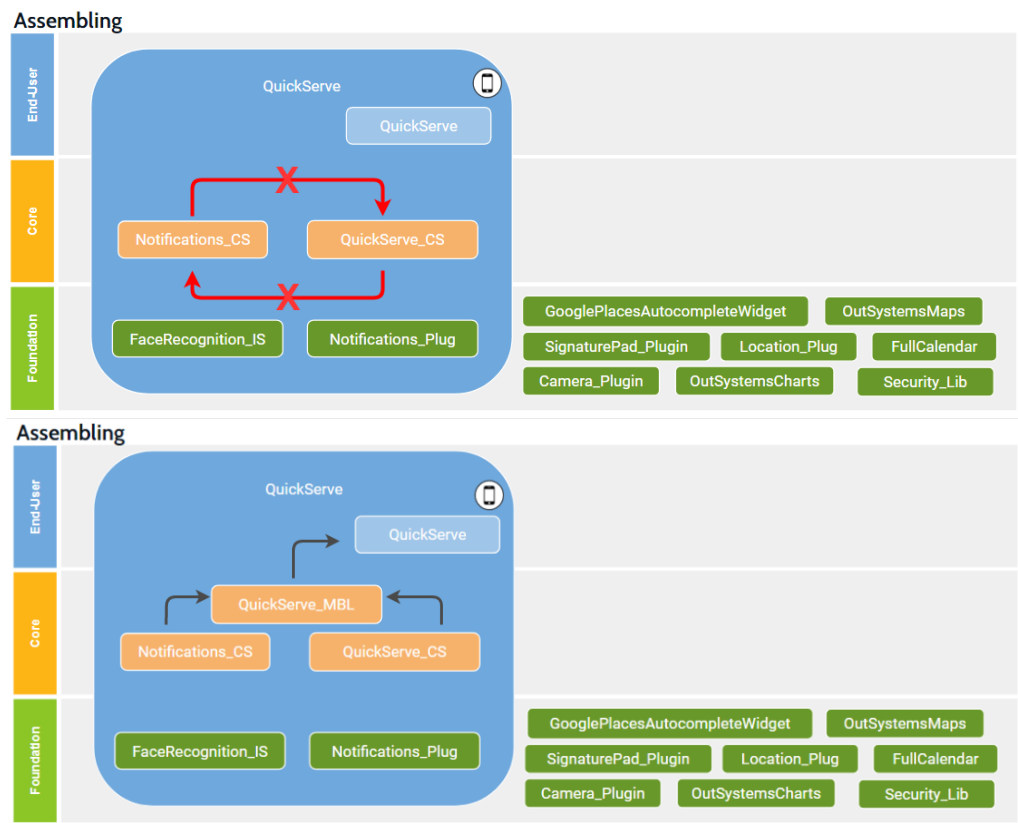 Assembling
End-User
QuickServe
QuickServe
Core
X
Notifications_CS
QuickServe_CS
X
Foundation
FaceRecognition_IS
Notifications_Plug
GooglePlacesAutocompleteWidget
OutSystemsMaps
SignaturePad_Plugin
Location_Plug
FullCalendar
Camera_Plugin
OutSystemsCharts
Security_Lib
Assembling
End-User
QuickServe
QuickServe
Core
QuickServe_MBL
Notifications_CS
QuickServe_CS
Foundation
FaceRecognition_IS
Notifications_Plug
GooglePlacesAutocompleteWidget
OutSystemsMaps
SignaturePad_Plugin
Location_Plug
FullCalendar
Camera_Plugin
OutSystemsCharts
Security_Lib